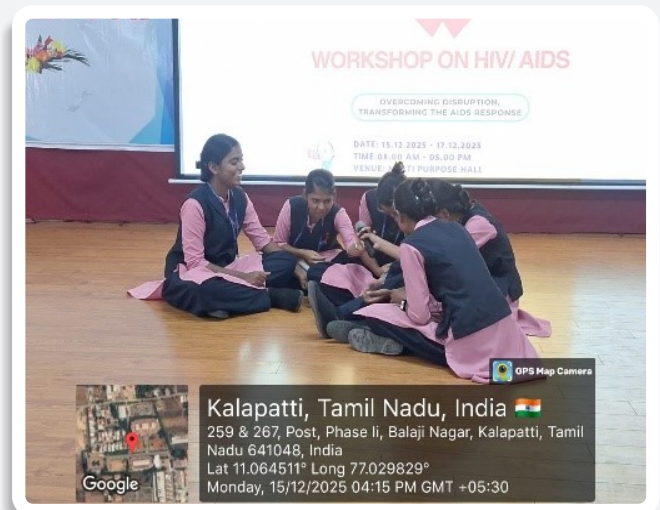 WORKSHOP ON HIV/ AIDS
OVERCOMING DISRUPTION,
TRANSFORMING THE AIDS RESPONSE
DATE: 15.12.2025 - 17.12.2025
TIME:08.00 AM - 05.00 PM
VENUE: PURPOSE HALL
GPS Map Camera
Kalapatti, Tamil Nadu, India
259 & 267, Post, Phase Ii, Balaji Nagar, Kalapatti, Tamil
Nadu 641048, India
Lat 11.064511° Long 77.029829°
Monday, 15/12/2025 04:15 PM GMT +05:30
Google